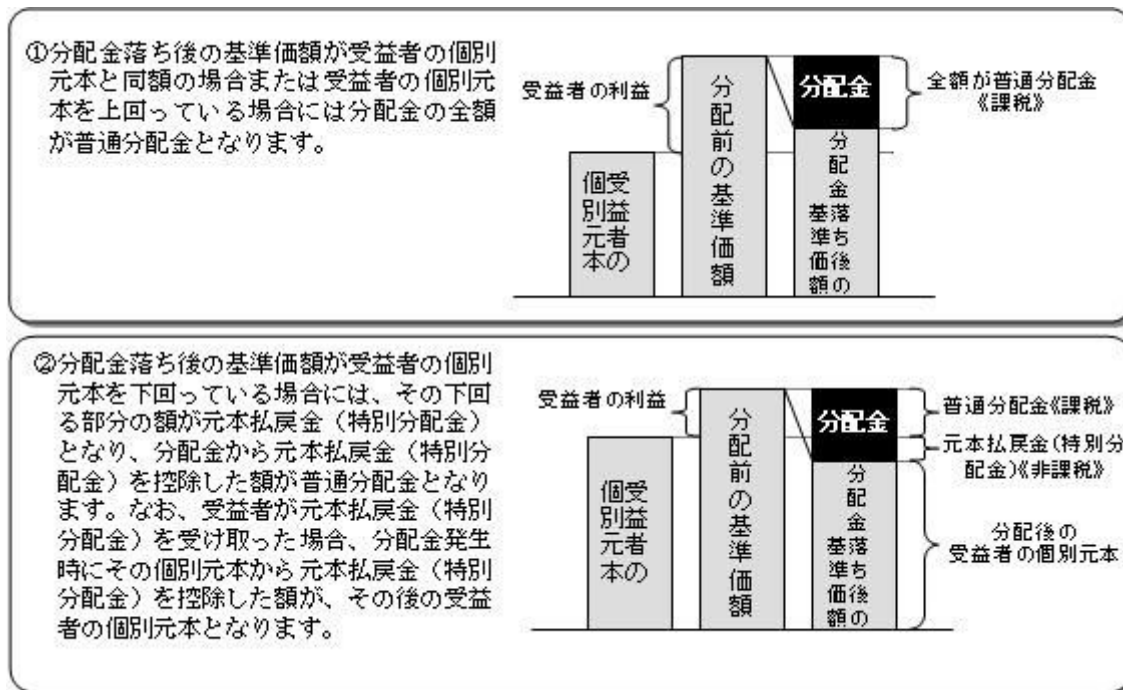 ①分配金落ち後の基準価額が受益者の個別
元本と同額の場合または受益者の個別元
本を上回っている場合には分配金の全額
が普通分配金となります。
受益者の利益
受益者の
個別元本
分配前の基準価額
分配金
分配金落ち後の
基準価額
全額が普通分配金
《課税》
②分配金落ち後の基準価額が受益者の個別
元本を下回っている場合には、その下回
る部分の額が元本払戻金（特別分配金）
となり、分配金から元本払戻金（特別分
配金）を控除した額が普通分配金となり
ます。なお、受益者が元本払戻金（特別
分配金）を受け取った場合、分配金発生
時にその個別元本から元本払戻金（特別
分配金）を控除した額が、その後の受益
者の個別元本となります。
受益者の利益
受益者の
個別元本
分配前の基準価額
分配金
分配金落ち後の
基準価額
普通分配金《課税》
元本払戻金(特別分
配金)《非課税》
分配後の
受益者の個別元本